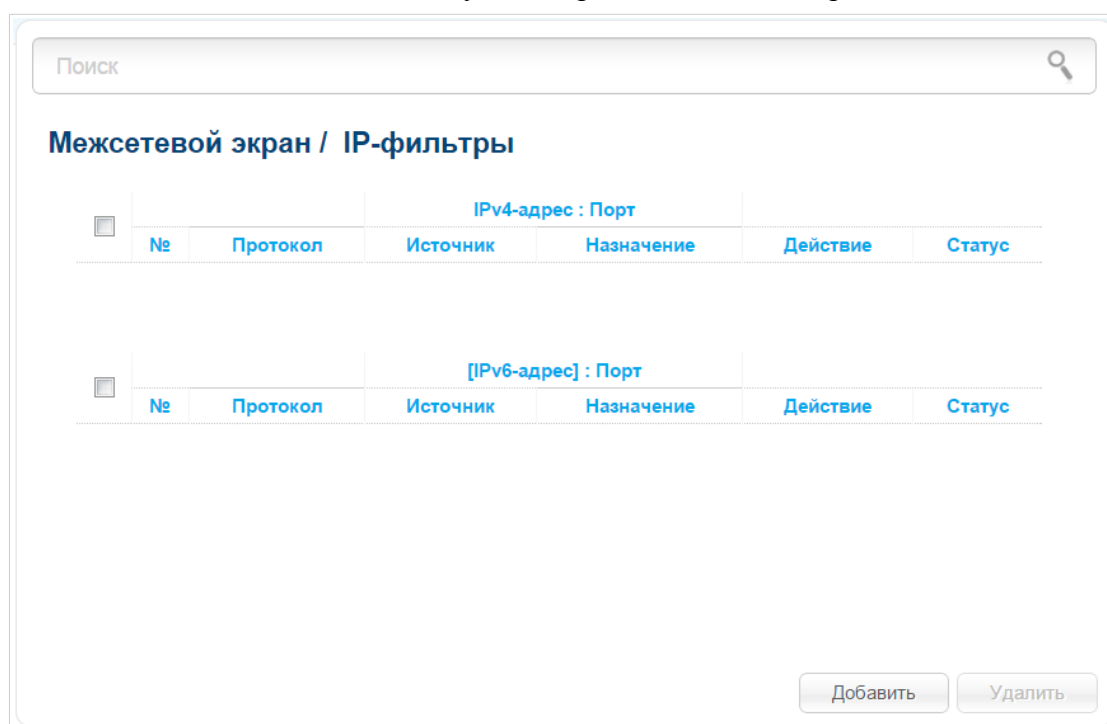 Поиск
Межсетевой экран / IP-фильтры
IPv4-адрес : Порт
№ Протокол Источник Назначение Действие Статус
[IPv6-адрес] : Порт
№ Протокол Источник Назначение Действие Статус
Добавить Удалить